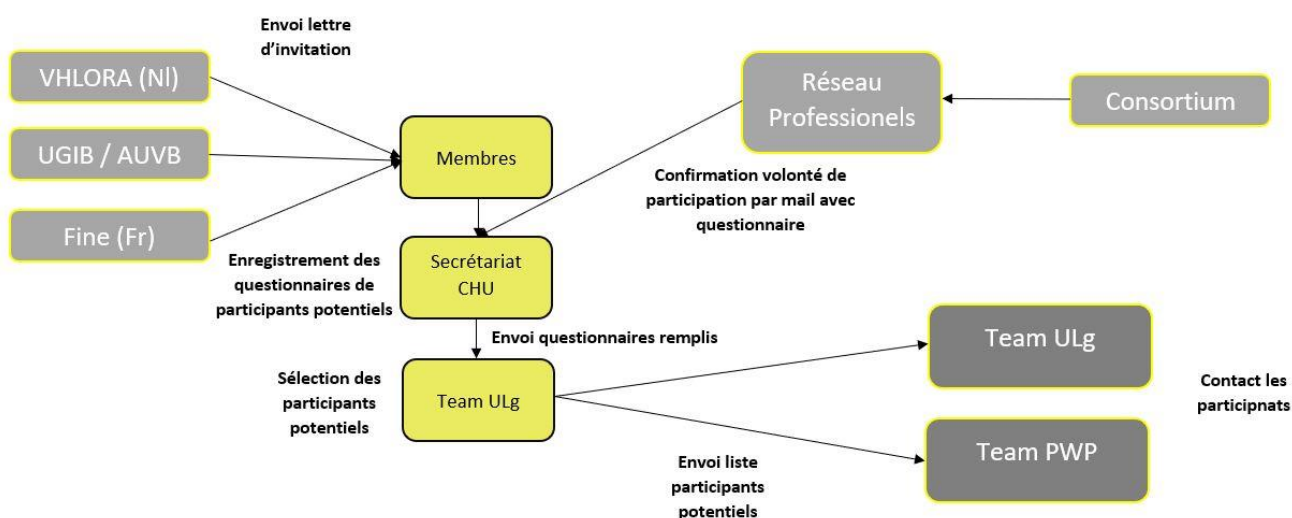 Envoi lettre
d'invitation
VHLORA (Nl)
UGIB / AUVB
Fine (Fr)
Membres
Réseau
Professionels
Consortium
Confirmation volonté de
participation par mail avec
questionnaire
Enregistrement des
questionnaires de
participants potentiels
Secrétariat
CHU
Envoi questionnaires remplis
Sélection des
participants
potentiels
Team ULg
Team ULg
Contact les
participnats
Team PWP
Envoi liste
participants
potentiels